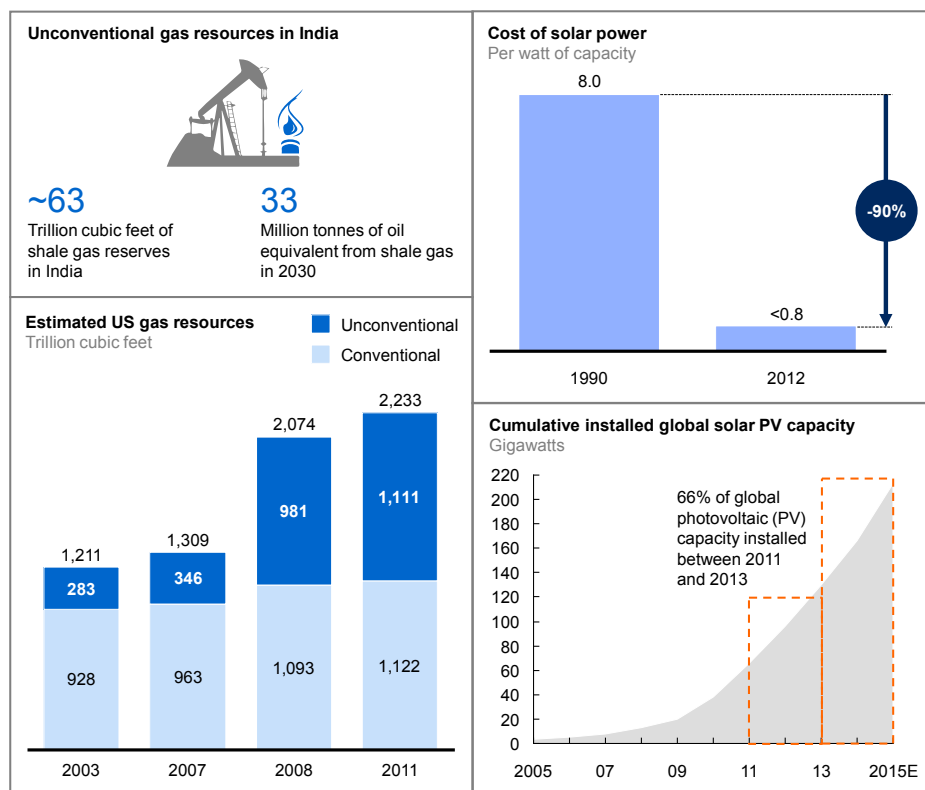 Unconventional gas resources in India
~63
Trillion cubic feet of
shale gas reserves
in India
33
Million tonnes of oil
equivalent from shale gas
in 2030
Cost of solar power
Per watt of capacity
8.0
-90%
<0.8
1990
2012
Estimated US gas resources
Trillion cubic feet
Unconventional
Conventional
2,233
2,074
1,309
1,211
283
346
981
1,111
928
963
1,093
1,122
2003
2007
2008
2011
Cumulative installed global solar PV capacity
Gigawatts
220
200
180
160
140
120
100
80
60
40
20
0
66% of global
photovoltaic (PV)
capacity installed
between 2011
and 2013
2005
07
09
11
13
2015E